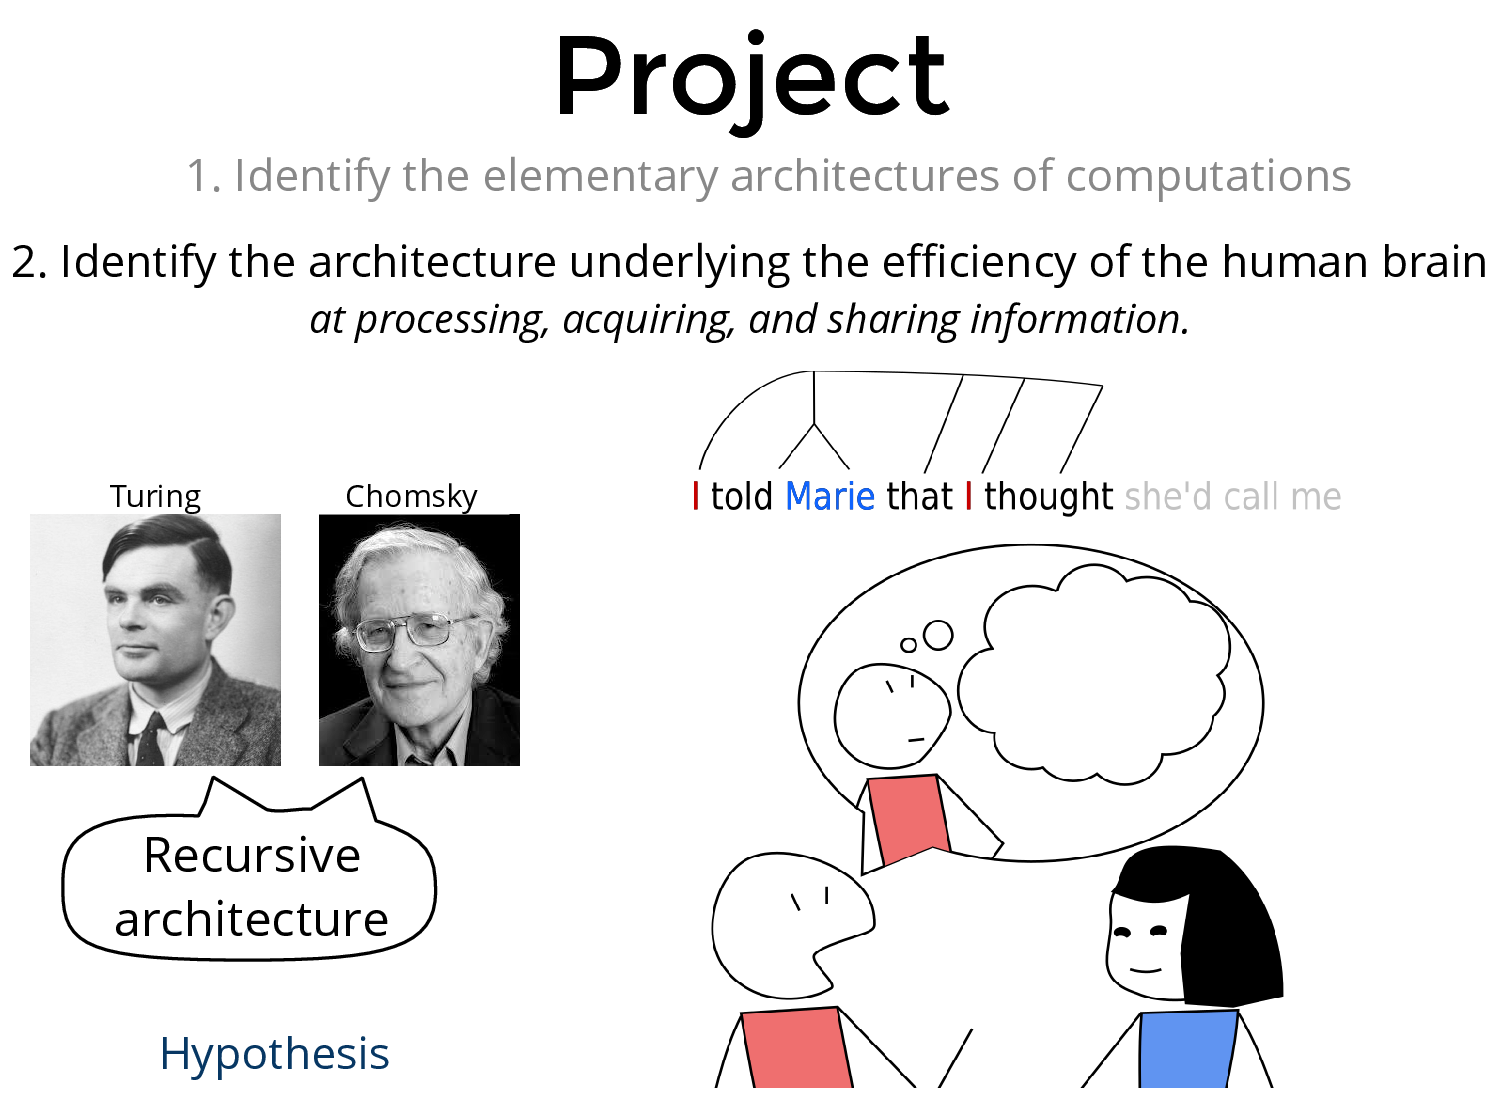 Project
1. Identify the elementary architectures of computations
2. Identify the architecture underlying the efficiency of the human brain
at processing, acquiring, and sharing information.
Turing
Chomsky
I told Marie that I thought she'd call me
Recursive
architecture
Hypothesis